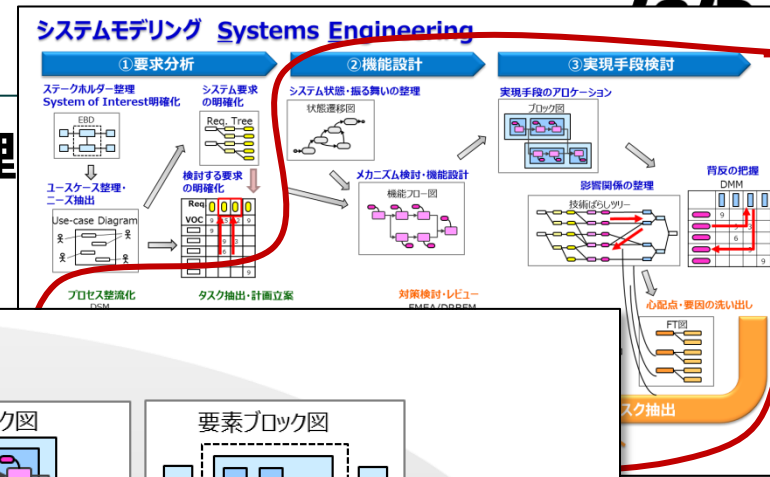 システムモデリング Systems Engineering
①要求分析
②機能設計
③実現手段検討
ステークホルダー整理
System of Interest明確化
システム要求
の明確化
システム状態・振る舞いの整理
実現手段のアロケーション
EBD
Req. Tree
状態遷移図
ブロック図
理
ユースケース整理・
ニーズ抽出
検討する要求
の明確化
メカニズム検討・機能設計
影響関係の整理
背反の把握
DMM
Use-case Diagram
Req
VOC
機能フロー図
技術ばらしツリー
プロセス整流化
タスク抽出・計画立案
対策検討・レビュー
心配点・要因の洗い出し
FT図
スク抽出
ク図
要素ブロック図